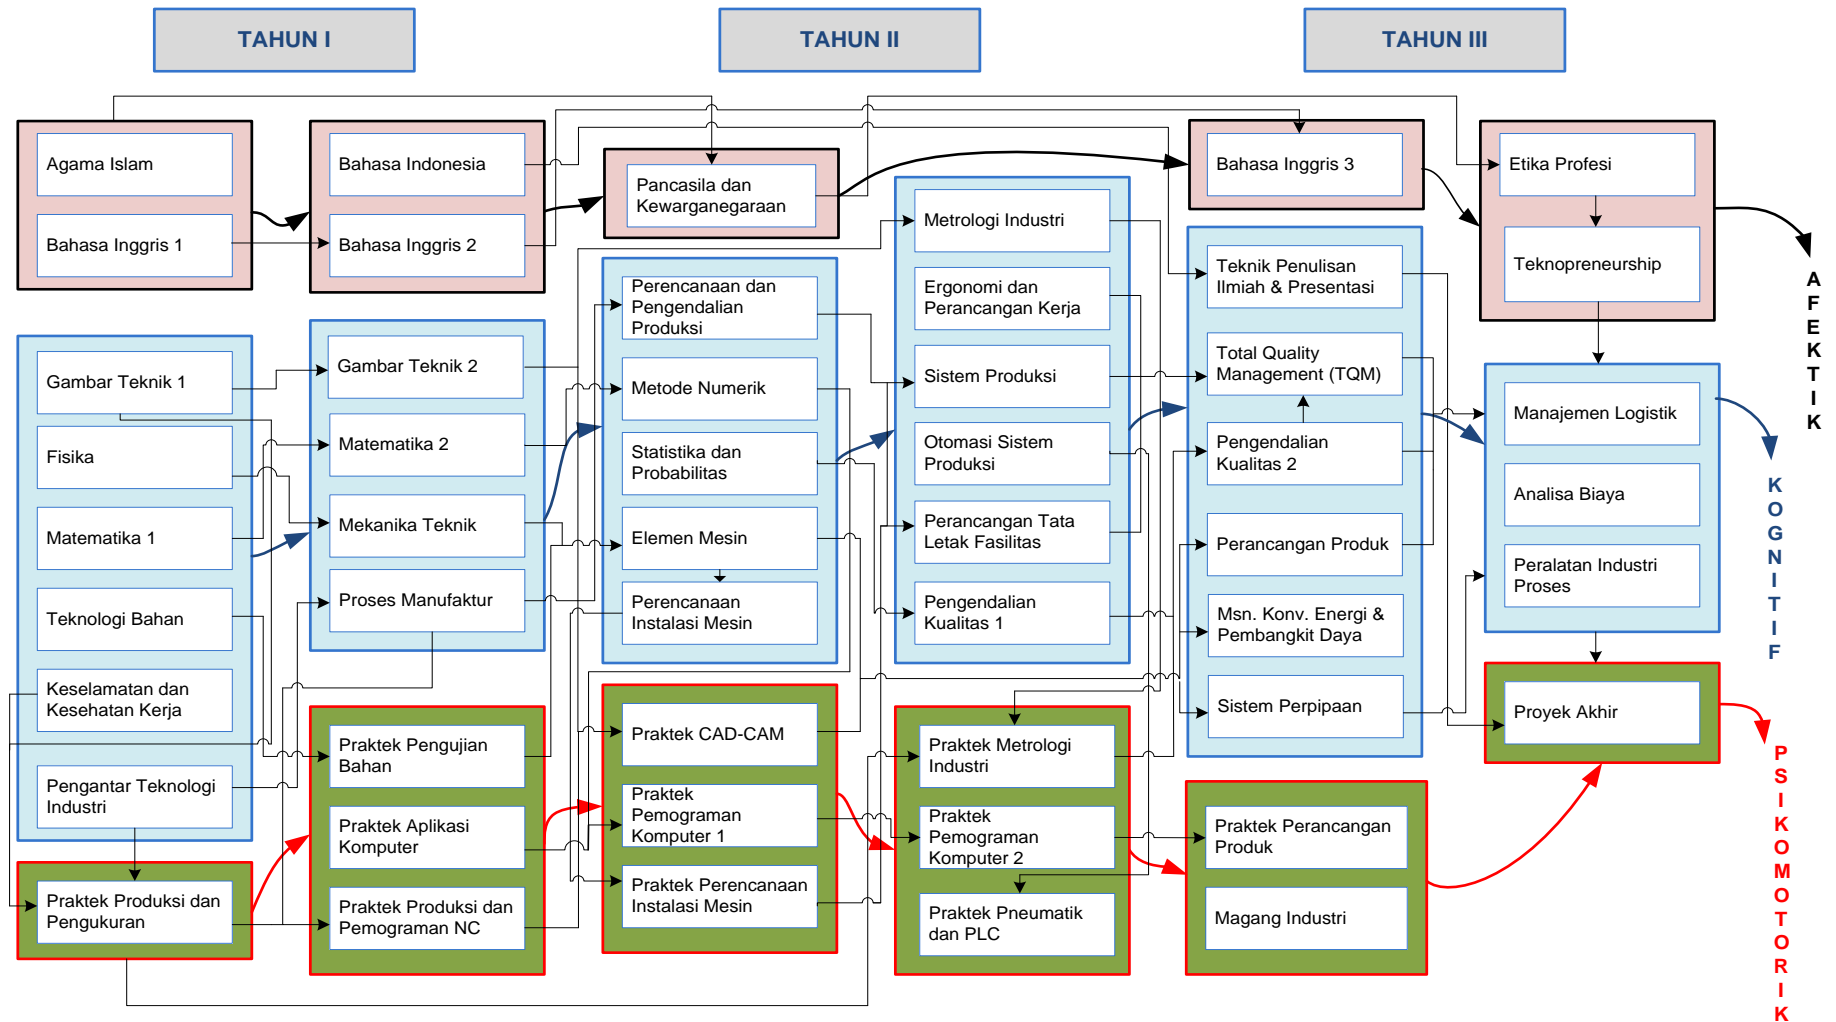 TAHUN I
TAHUN II
TAHUN III
Agama Islam
Bahasa Inggris 1
Bahasa Indonesia
Bahasa Inggris 2
Pancasila dan
Kewarganegaraan
Bahasa Inggris 3
Etika Profesi
Teknopreneurship
AFEKTIK
Gambar Teknik 1
Fisika
Matematika 1
Teknologi Bahan
Keselamatan dan
Kesehatan Kerja
Pengantar Teknologi
Industri
Gambar Teknik 2
Matematika 2
Mekanika Teknik
Proses Manufaktur
Perencanaan dan
Pengendalian
Produksi
Metode Numerik
Statistika dan
Probabilitas
Elemen Mesin
Perencanaan
Instalasi Mesin
Metrologi Industri
Ergonomi dan
Perancangan Kerja
Sistem Produksi
Otomasi Sistem
Produksi
Perancangan Tata
Letak Fasilitas
Pengendalian
Kualitas 1
Teknik Penulisan
Ilmiah & Presentasi
Total Quality
Management (TQM)
Pengendalian
Kualitas 2
Perancangan Produk
Msn. Konv. Energi &
Pembangkit Daya
Sistem Perpipaan
Manajemen Logistik
Analisa Biaya
Peralatan Industri
Proses
KOGNITIF
Praktek Produksi dan
Pengukuran
Praktek Pengujian
Bahan
Praktek Aplikasi
Komputer
Praktek Produksi dan
Pemograman NC
Praktek CAD-CAM
Praktek
Pemograman
Komputer 1
Praktek Perencanaan
Instalasi Mesin
Praktek Metrologi
Industri
Praktek
Pemograman
Komputer 2
Praktek Pneumatik
dan PLC
Praktek Perancangan
Produk
Magang Industri
Proyek Akhir
PSIKOMOTORIK